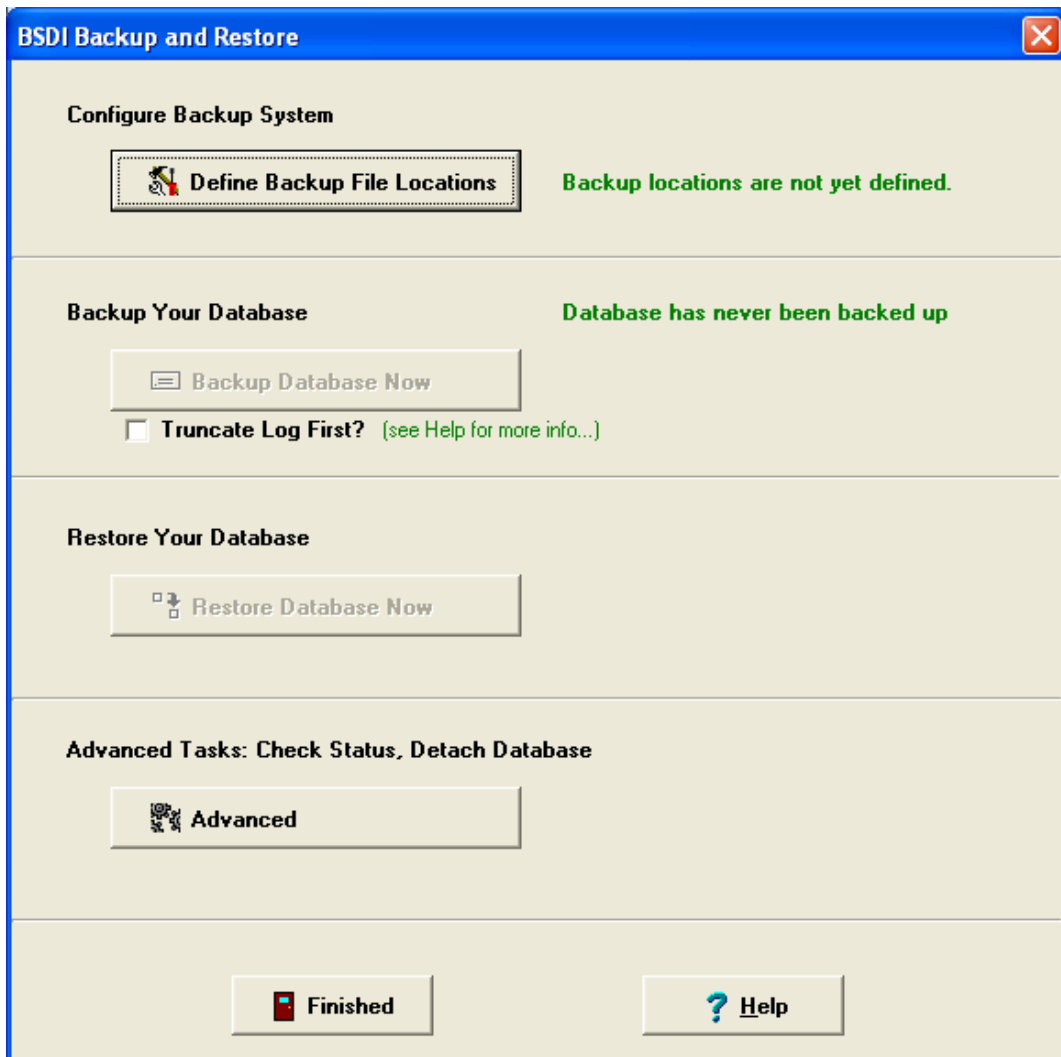 BSDI Backup and Restore
Configure Backup System
Define Backup File Locations
Backup locations are not yet defined.
Backup Your Database
Database has never been backed up
Backup Database Now
Truncate Log First? (see Help for more info...)
Restore Your Database
Restore Database Now
Advanced Tasks: Check Status, Detach Database
Advanced
Finished
Help